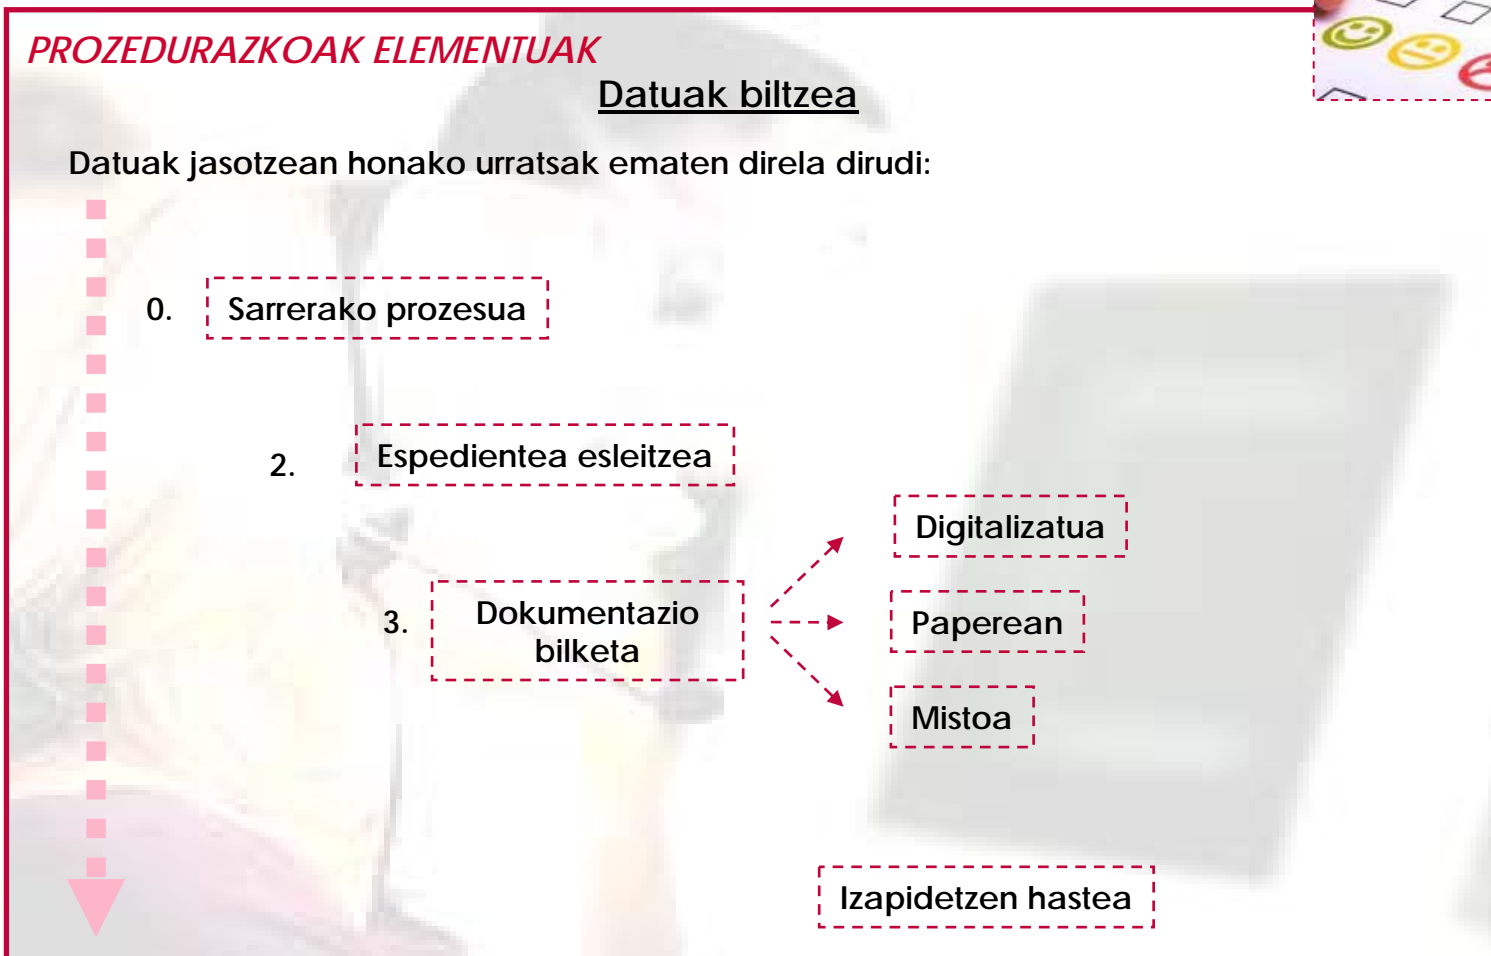 PROZEDURAZKOAK ELEMENTUAK
Datuak biltzea
Datuak jasotzean honako urratsak ematen direla dirudi:
0. Sarrerako prozesua
2. Espedientea esleitzea
Digitalizatua
3. Dokumentazio
bilketa
Paperean
Mistoa
Izapidetzen hastea